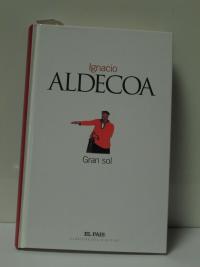 Ignacio
ALDECOA
Gran sol
EL PAIS